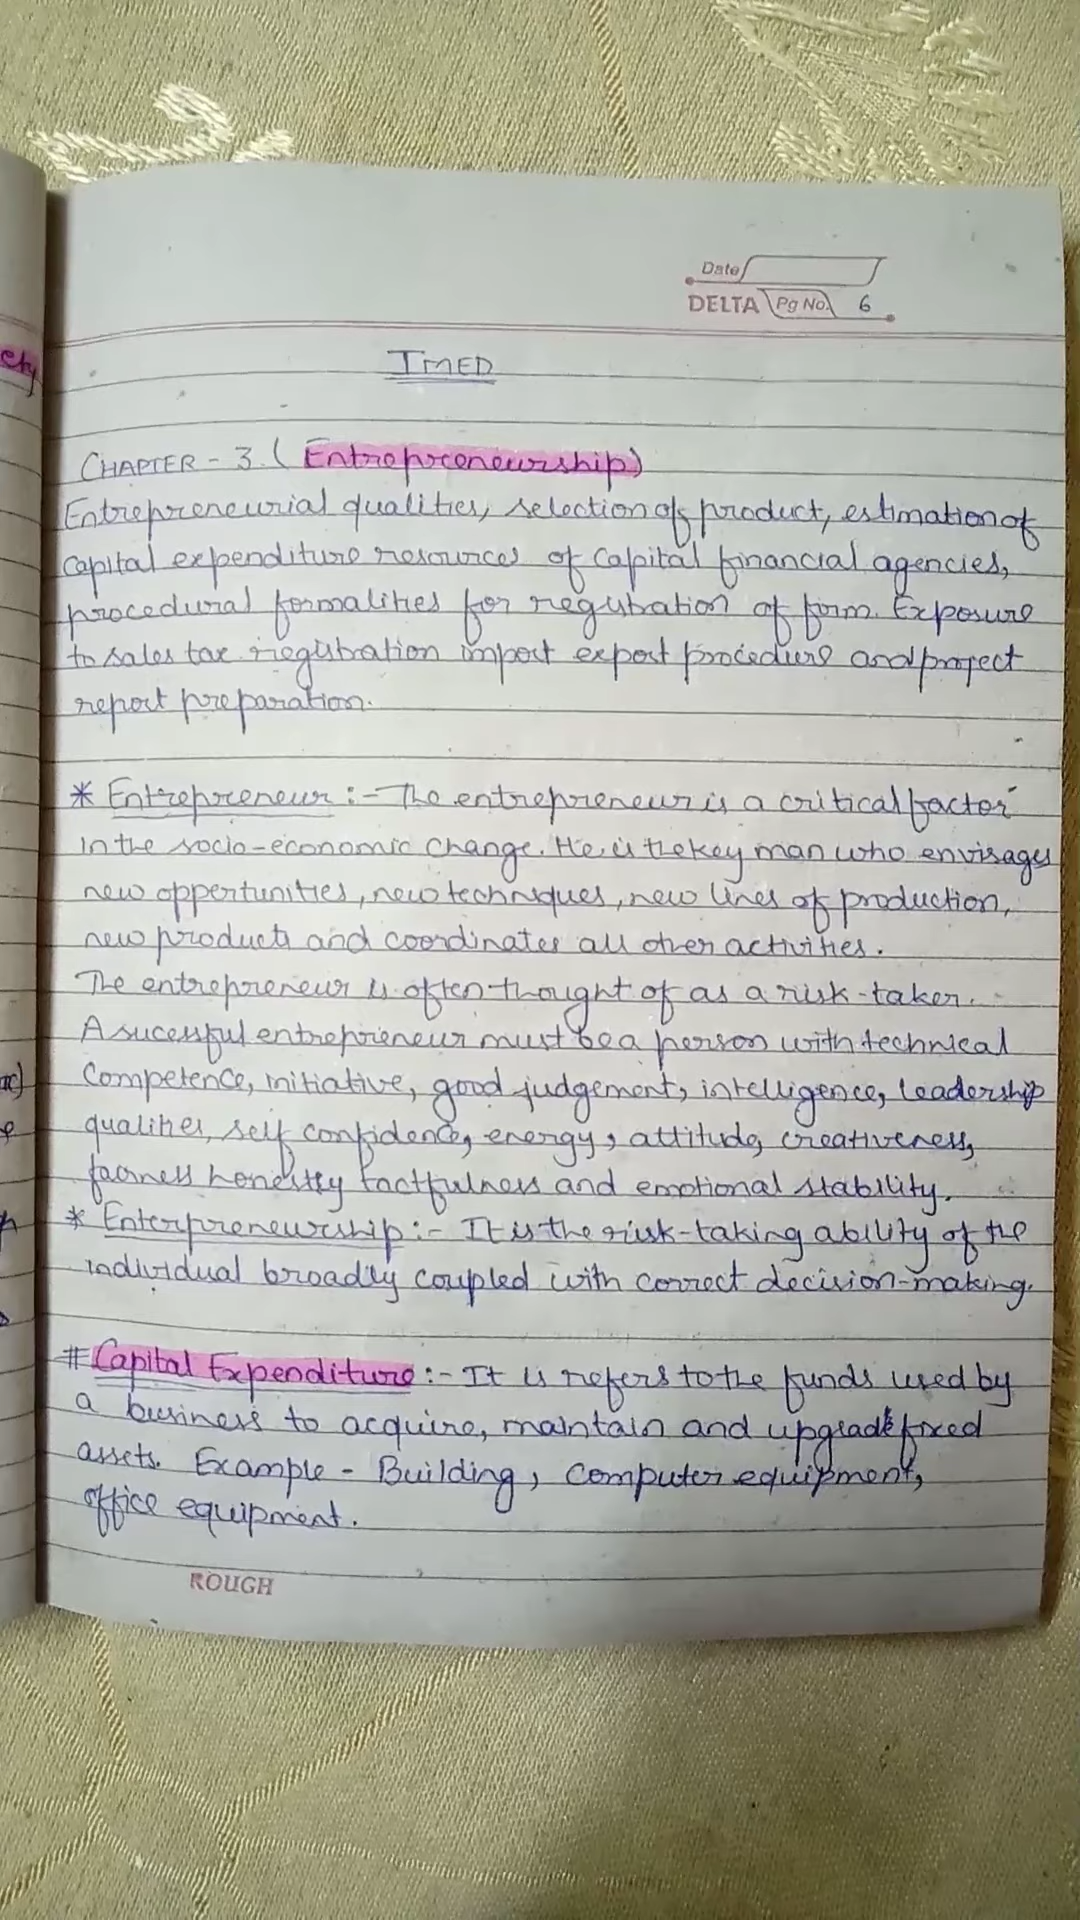 Date
DELTA Pg No. 6
IMED
CHAPTER - 3. (Entrepreneurship)
Entrepreneurial qualities, selection of product, estimation of
capital expenditure resources of capital financial agencies,
procedural formalities for registration of firm. Exposure
to sales tax registration import export procedure and project
report preparation.
* Entrepreneur :- The entrepreneur is a critical factor
in the socio-economic change. He is the key man who envisages
new opportunities, new techniques, new lines of production,
new products and coordinates all other activities.
The entrepreneur is often thought of as a risk-taker.
A sucessful entrepreneur must be a person with technical
competence, initiative, good judgement, intelligence, leadership
qualities, self confidence, energy, attitude, creativeness,
fairness honestly tactfulness and emotional stability.
* Enterpreneurship :- It is the risk-taking ability of the
individual broadly coupled with correct decision-making.
# Capital Expenditure :- It is refers to the funds used by
a business to acquire, maintain and upgrade fixed
assets. Example - Building, computer equipment,
office equipment.
ROUGH